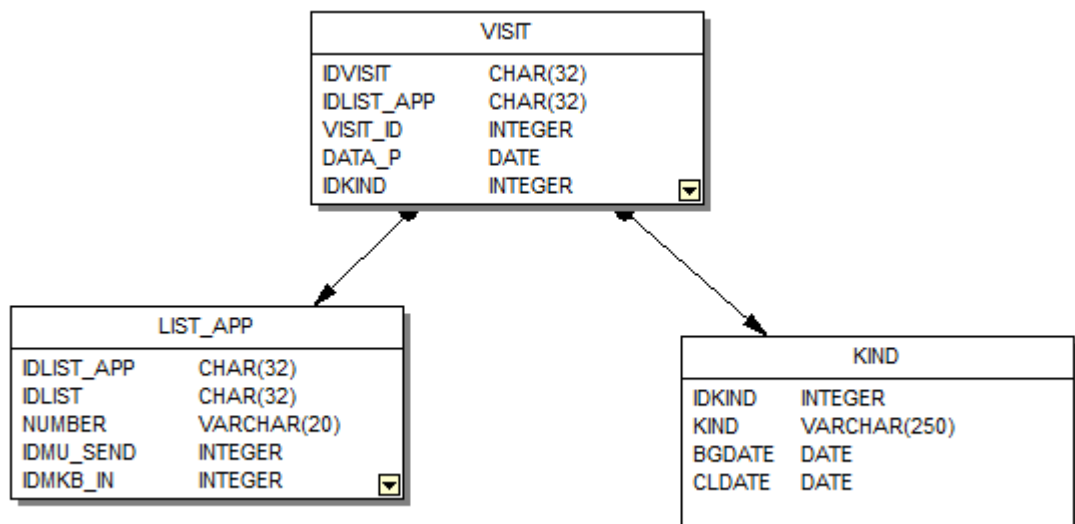 VISIT
IDVISIT CHAR(32)
IDLIST_APP CHAR(32)
VISIT_ID INTEGER
DATA_P DATE
IDKIND INTEGER
LIST_APP
IDLIST_APP CHAR(32)
IDLIST CHAR(32)
NUMBER VARCHAR(20)
IDMU_SEND INTEGER
IDMKB_IN INTEGER
KIND
IDKIND INTEGER
KIND VARCHAR(250)
BGDATE DATE
CLDATE DATE